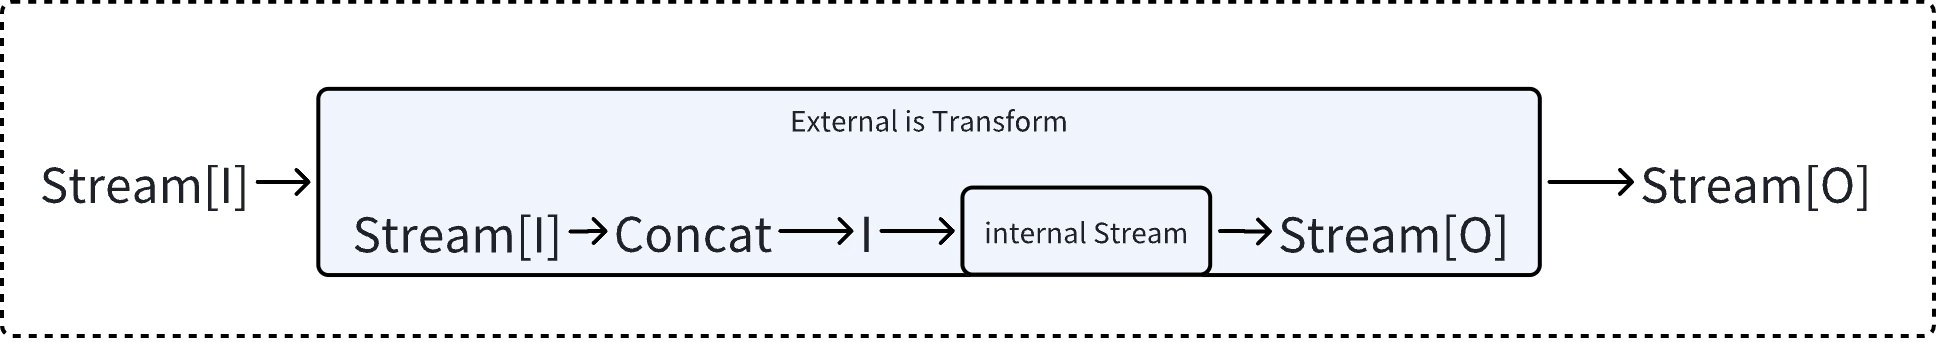 External is Transform
Stream[I]
Stream[O]
Stream[I] Concat I internal Stream Stream[O]